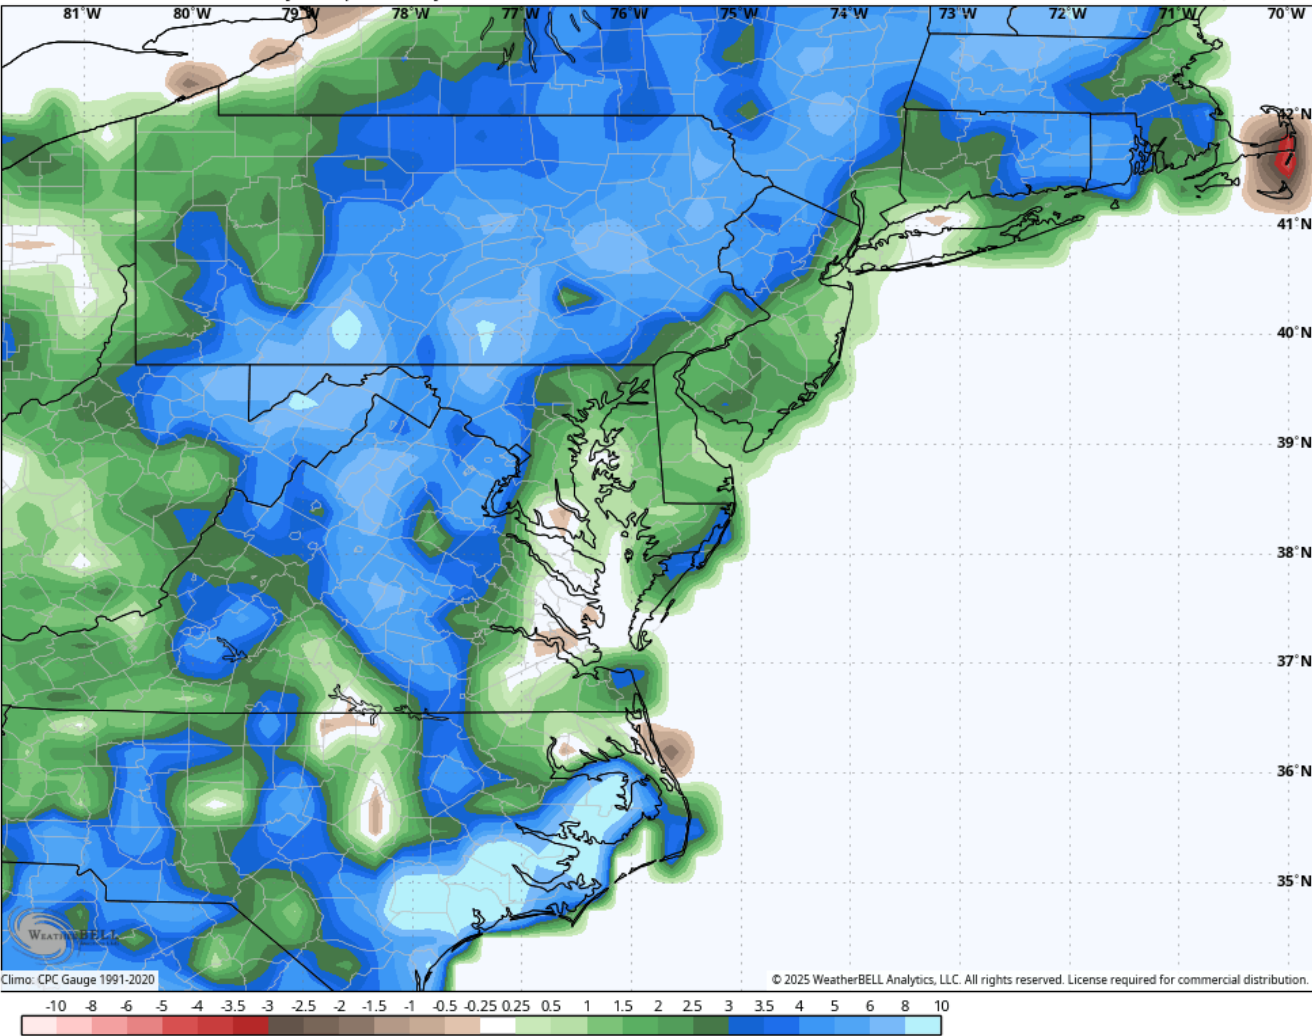 81°W 80°W 79°W 78°W 77°W 76°W 75°W 74°W 73°W 72°W 71°W 70°W
42°N
41°N
40°N
39°N
38°N
37°N
36°N
35°N
WEATHERBELL
Climo: CPC Gauge 1991-2020
© 2025 WeatherBELL Analytics, LLC. All rights reserved. License required for commercial distribution.
-10 -8 -6 -5 -4 -3.5 -3 -2.5 -2 -1.5 -1 -0.5 -0.25 0.25 0.5 1 1.5 2 2.5 3 3.5 4 5 6 8 10